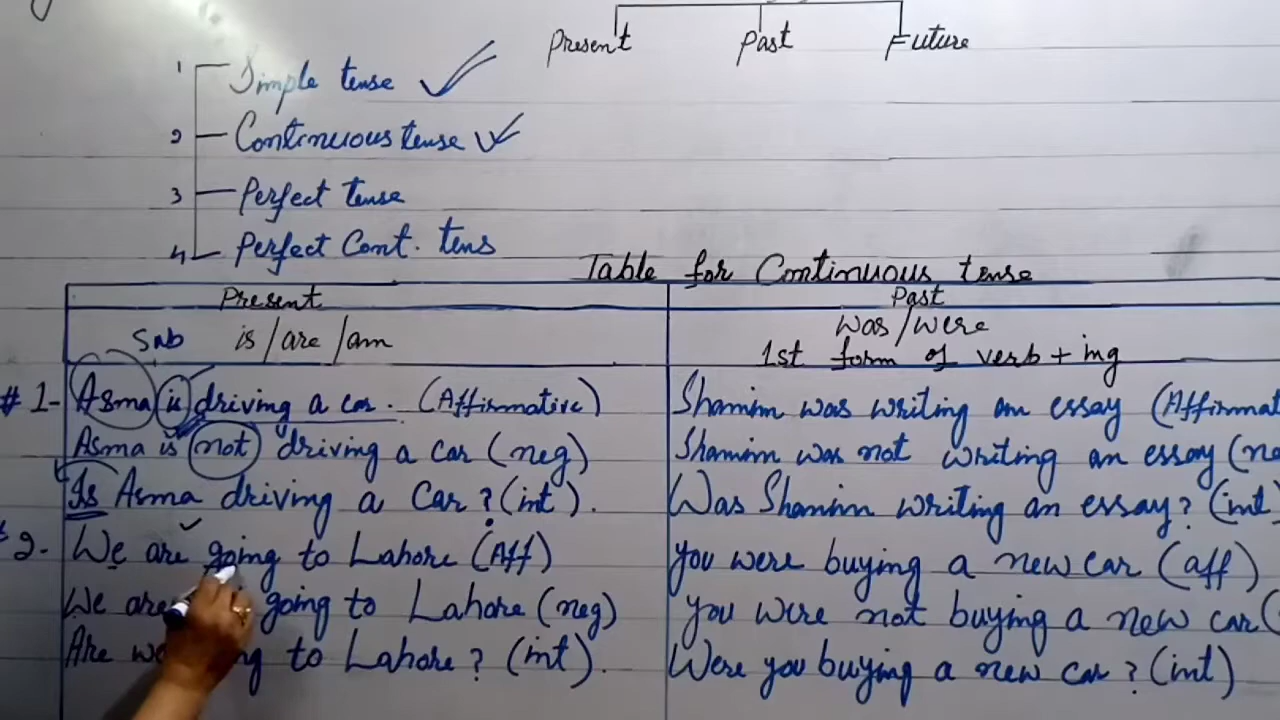 Present Past Future
1 Simple tense
2 Continuous tense
3 Perfect tense
4 Perfect Cont. tens
Table for Continuous tense
Present
Sub is/are/am
#1- Asma is driving a car. (Affirmative)
Asma is not driving a car (neg)
Is Asma driving a Car? (int).
2- We are going to Lahore (Aff)
We are going to Lahore (neg)
Are to Lahore? (int).
Past
was/were
1st form of verb + ing
Shamim was writing an essay (Affirmat
Shamim was not writing an essay (ne
Was Shamim writing an essay? (int
you were buying a new car (aff)
you were not buying a new car (
Were you buying a new car? (int)